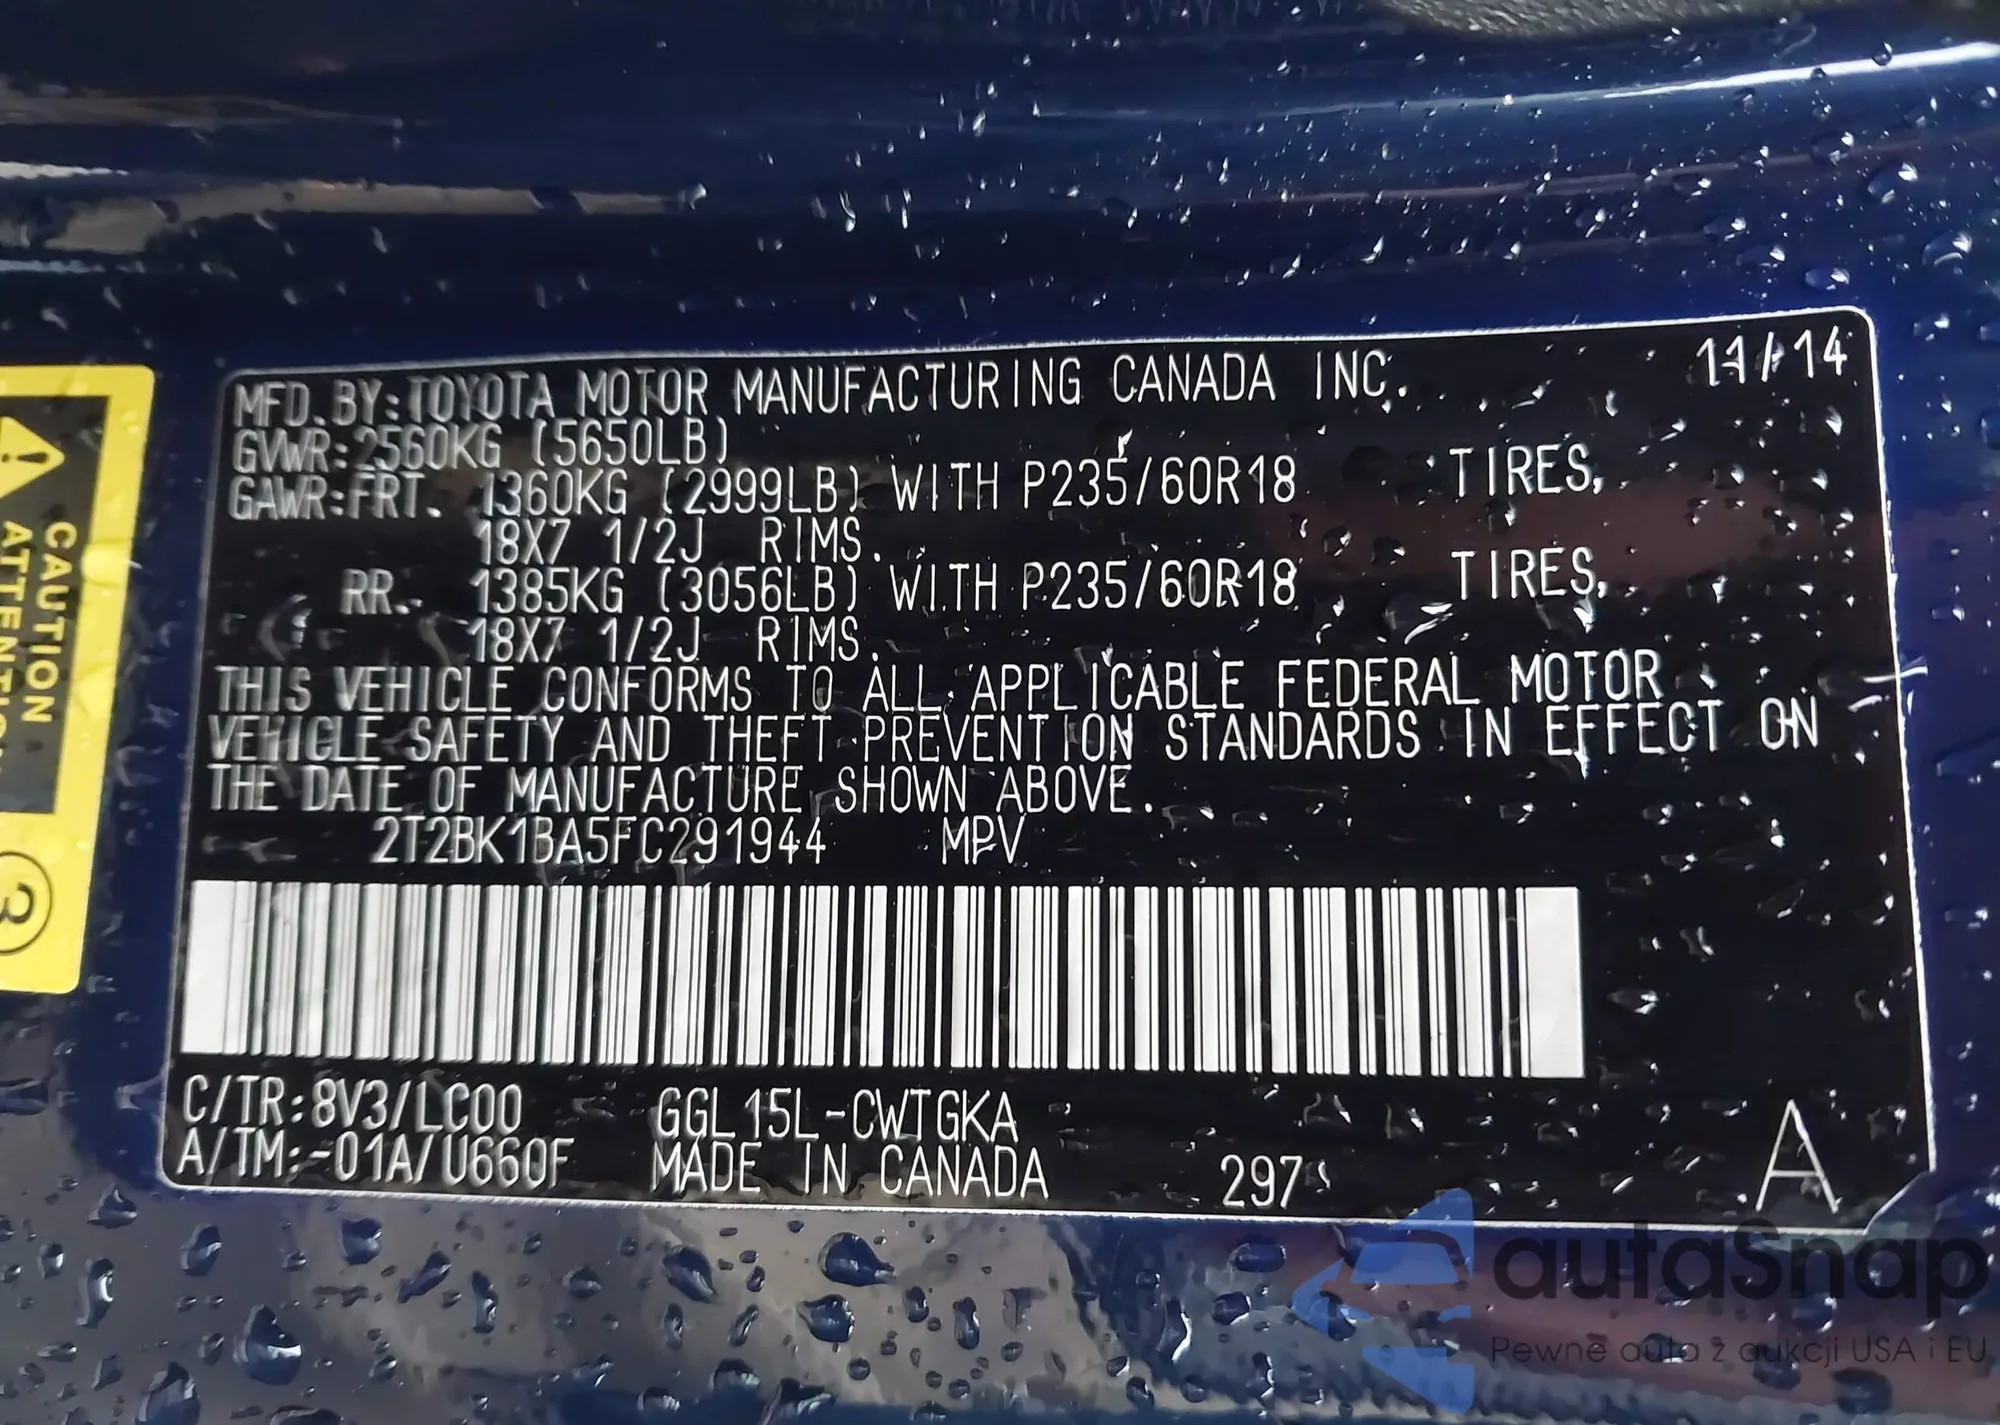 MFD. BY:TOYOTA MOTOR MANUFACTURING CANADA INC. 11/14
GVWR:2560KG (5650LB)
GAWR:FRT. 1360KG (2999LB) WITH P235/60R18 TIRES,
18X7 1/2J RIMS.
RR. 1385KG (3056LB) WITH P235/60R18 TIRES,
18X7 1/2J RIMS.
THIS VEHICLE CONFORMS TO ALL APPLICABLE FEDERAL MOTOR
VEHICLE SAFETY AND THEFT PREVENTION STANDARDS IN EFFECT ON
THE DATE OF MANUFACTURE SHOWN ABOVE.
2T2BK1BA5FC291944 MPV
C/TR:8V3/LC00 GGL15L-CWTGKA
A/TM:-01A/U660F MADE IN CANADA 297 A
CAUTION
ATTENTION
3
autaSnap
Pewne auta z aukcji USA i EU